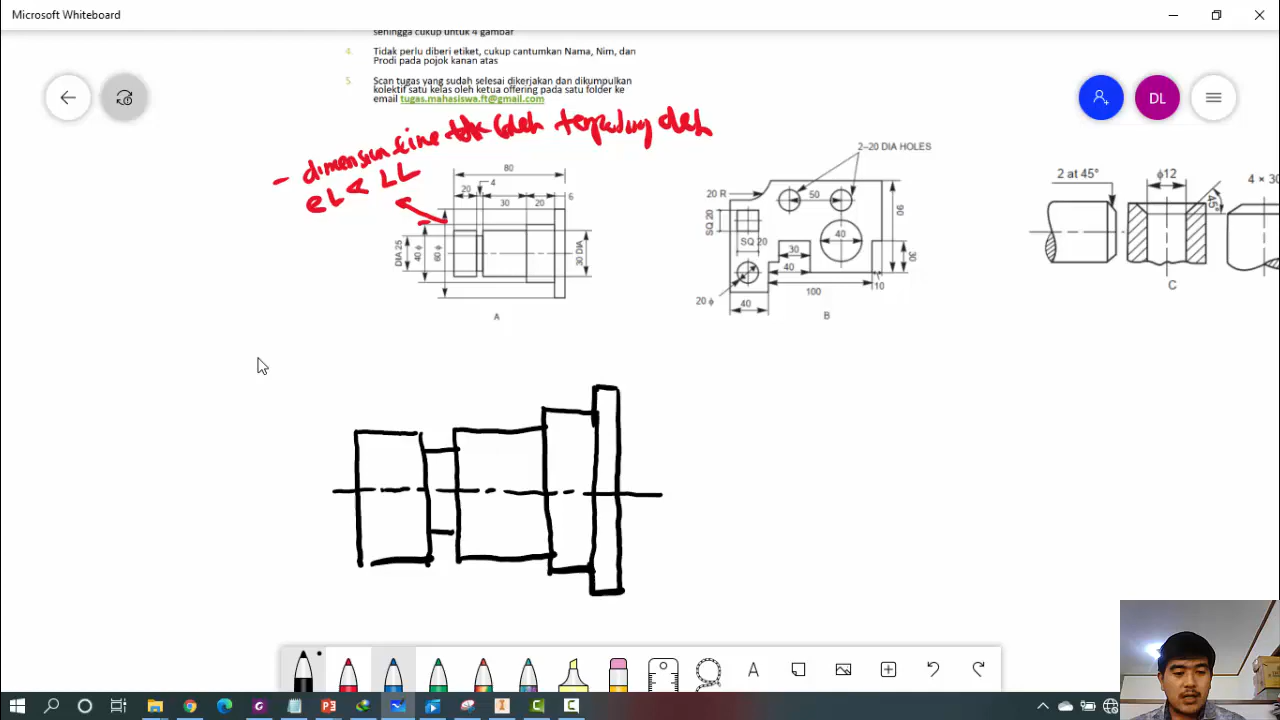 Microsoft Whiteboard
sehingga cukup untuk 4 gambar
4. Tidak perlu diberi etiket, cukup cantumkan Nama, Nim, dan
Prodi pada pojok kanan atas
5. Scan tugas yang sudah selesai dikerjakan dan dikumpulkan
kolektif satu kelas oleh ketua offering pada satu folder ke
email tugas.mahasiswa.ft@gmail.com
DL
- dimension line tdk boleh terpotong oleh
eL & LL
80
20
4
30
20
6
DIA 25
40 φ
60 φ
30 DIA
A
2–20 DIA HOLES
20 R
50
SQ 20
SQ 20
40
30
40
90
30
100
10
20 φ
40
B
2 at 45°
φ12
45°
4 × 30
C